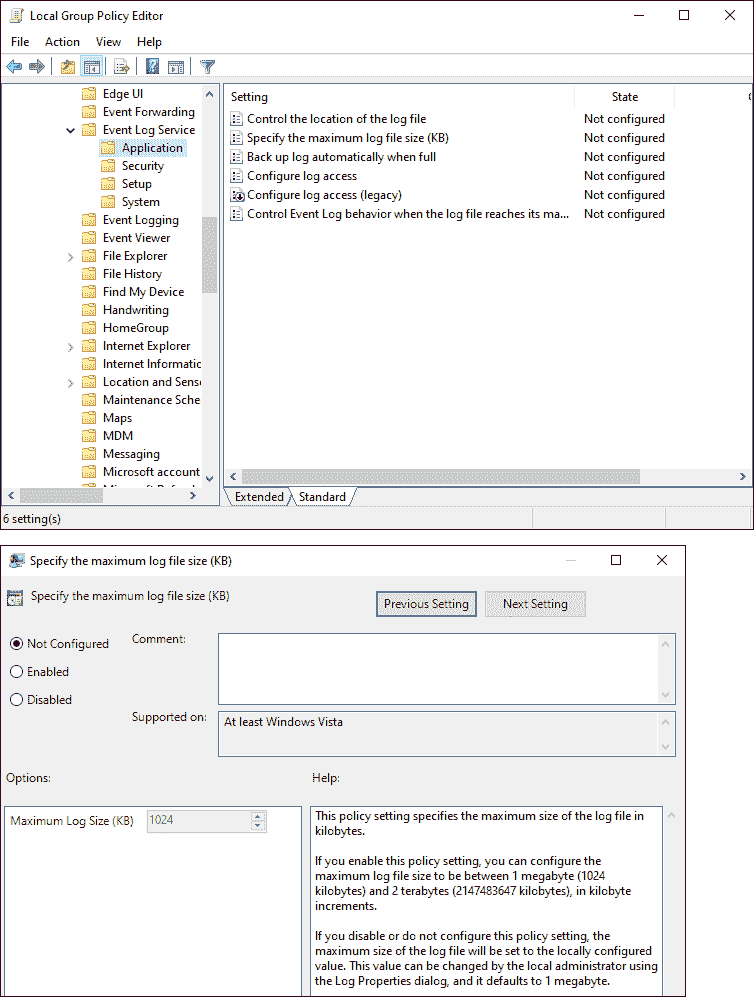 Local Group Policy Editor
File Action View Help
Edge UI
Event Forwarding
Event Log Service
Application
Security
Setup
System
Event Logging
Event Viewer
File Explorer
File History
Find My Device
Handwriting
HomeGroup
Internet Explorer
Internet Informatic
Location and Sense
Maintenance Sche
Maps
MDM
Messaging
Microsoft account
Setting State
Control the location of the log file Not configured
Specify the maximum log file size (KB) Not configured
Back up log automatically when full Not configured
Configure log access Not configured
Configure log access (legacy) Not configured
Control Event Log behavior when the log file reaches its ma... Not configured
Extended Standard
6 setting(s)
Specify the maximum log file size (KB)
Specify the maximum log file size (KB)
Previous Setting Next Setting
Not Configured
Enabled
Disabled
Comment:
Supported on:
At least Windows Vista
Options:
Help:
Maximum Log Size (KB) 1024
This policy setting specifies the maximum size of the log file in
kilobytes.
If you enable this policy setting, you can configure the
maximum log file size to be between 1 megabyte (1024
kilobytes) and 2 terabytes (2147483647 kilobytes), in kilobyte
increments.
If you disable or do not configure this policy setting, the
maximum size of the log file will be set to the locally configured
value. This value can be changed by the local administrator using
the Log Properties dialog, and it defaults to 1 megabyte.